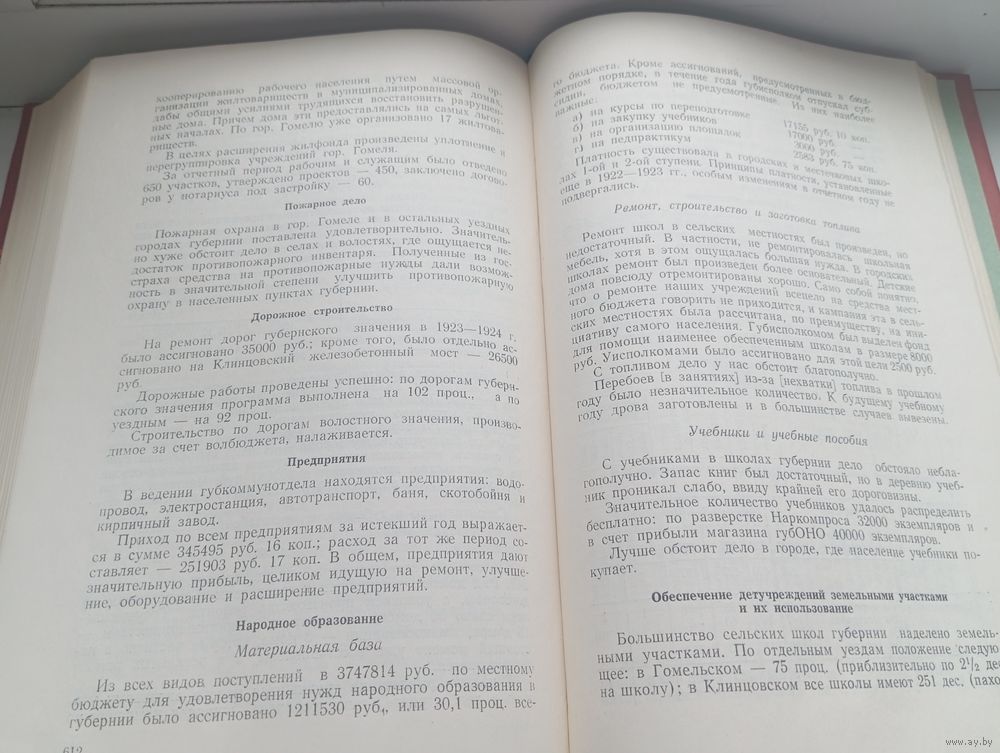 хооперированию рабочего населения путем массовой ор-
ганизации жилтовариществ в муниципализированных домах,
дабы общими усилиями трудящихся восстановить разрушен-
ные дома. Причем дома эти предоставлялись на самых льгот-
ных началах. По гор. Гомелю уже организовано 17 жилтова-
риществ.
В целях расширения жилфонда произведены уплотнение и
перегруппировка учреждений гор. Гомеля.
За отчетный период рабочим и служащим было отведено
650 участков, утверждено проектов — 450, заключено догово-
ров у нотариуса под застройку — 60.
Пожарное дело
Пожарная охрана в гор. Гомеле и в остальных уездных
городах губернии поставлена удовлетворительно. Значитель-
но хуже обстоит дело в селах и волостях, где ощущается не-
достаток противопожарного инвентаря. Полученные из гос-
страха средства на противопожарные нужды дали возмож-
ность в значительной степени улучшить противопожарную
охрану в населенных пунктах губернии.
Дорожное строительство
На ремонт дорог губернского значения в 1923—1924 г.
было ассигновано 35000 руб.; кроме того, было отдельно ас-
сигновано на Клинцовский железобетонный мост — 26500
руб.
Дорожные работы проведены успешно: по дорогам губерн-
ского значения программа выполнена на 102 проц., а по
уездным — на 92 проц.
Строительство по дорогам волостного значения, произво-
димое за счет волбюджета, налаживается.
Предприятия
В ведении губкоммунотдела находятся предприятия: водо-
провод, электростанция, автотранспорт, баня, скотобойня и
кирпичный завод.
Приход по всем предприятиям за истекший год выражает-
ся в сумме 345495 руб. 16 коп.; расход за тот же период со-
ставляет — 251903 руб. 17 коп. В общем, предприятия дают
значительную прибыль, целиком идущую на ремонт, улучше-
ние, оборудование и расширение предприятий.
Народное образование
Материальная база
Из всех видов поступлений в 3747814 руб. по местному
бюджету для удовлетворения нужд народного образования в
губернии было ассигновано 1211530 руб., или 30,1 проц. все-
612
го бюджета. Кроме ассигнований, предусмотренных в бюд-
жетном порядке, в течение года губисполком отпускал суб-
сидии, бюджетом не предусмотренные. Из них наиболее
важные:
а) на курсы по переподготовке 17155 руб. 10 коп.
б) на закупку учебников 17000 руб. —
в) на организацию площадок 3000 руб. —
г) на педпрактикум 2583 руб. 75 коп.
Платность существовала в городских и местечковых шко-
лах 1-ой и 2-ой ступени. Принципы платности, установленные
еще в 1922—1923 гг., особым изменениям в отчетном году не
подвергались.
Ремонт, строительство и заготовка топлива
Ремонт школ в сельских местностях был произведен, но
недостаточный. В частности, не ремонтировалась школьная
мебель, хотя в этом ощущалась большая нужда. В городских
школах ремонт был произведен более основательный. Детские
дома повсюду отремонтированы хорошо. Само собой понятно,
что о ремонте наших учреждений всецело на средства мест-
ного бюджета говорить не приходится, и кампания эта в сель-
ских местностях была рассчитана, по преимуществу, на ини-
циативу самого населения. Губисполкомом был выделен фонд
для помощи наименее обеспеченным школам в размере 8000
руб. Уисполкомами было ассигновано для этой цели 2500 руб.
С топливом дело у нас обстоит благополучно.
Перебоев [в занятиях] из-за [нехватки] топлива в прошлом
году было незначительное количество. К будущему учебному
году дрова заготовлены и в большинстве случаев вывезены.
Учебники и учебные пособия
С учебниками в школах губернии дело обстояло небла-
гополучно. Запас книг был достаточный, но в деревню учеб-
ник проникал слабо, ввиду крайней его дороговизны.
Значительное количество учебников удалось распределить
бесплатно: по разверстке Наркомпроса 32000 экземпляров и
в счет прибыли магазина губОНО 40000 экземпляров.
Лучше обстоит дело в городе, где население учебники по-
купает.
Обеспечение детучреждений земельными участками
и их использование
Большинство сельских школ губернии наделено земель-
ными участками. По отдельным уездам положение следую-
щее: в Гомельском — 75 проц. (приблизительно по 2½ дес
на школу); в Клинцовском все школы имеют 251 дес. (пахо
www.ay.by